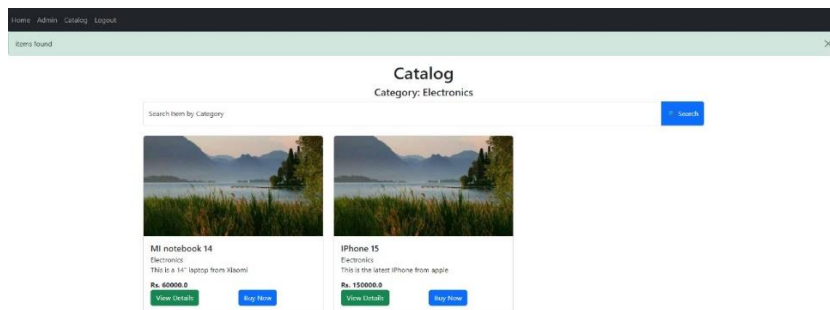 Home Admin Catalog Logout
Items found
Catalog
Category: Electronics
Search Item by Category
Search
MI notebook 14
Electronics
This is a 14" laptop from Xiaomi
Rs. 60000.0
View Details Buy Now
IPhone 15
Electronics
This is the latest IPhone from apple
Rs. 150000.0
View Details Buy Now